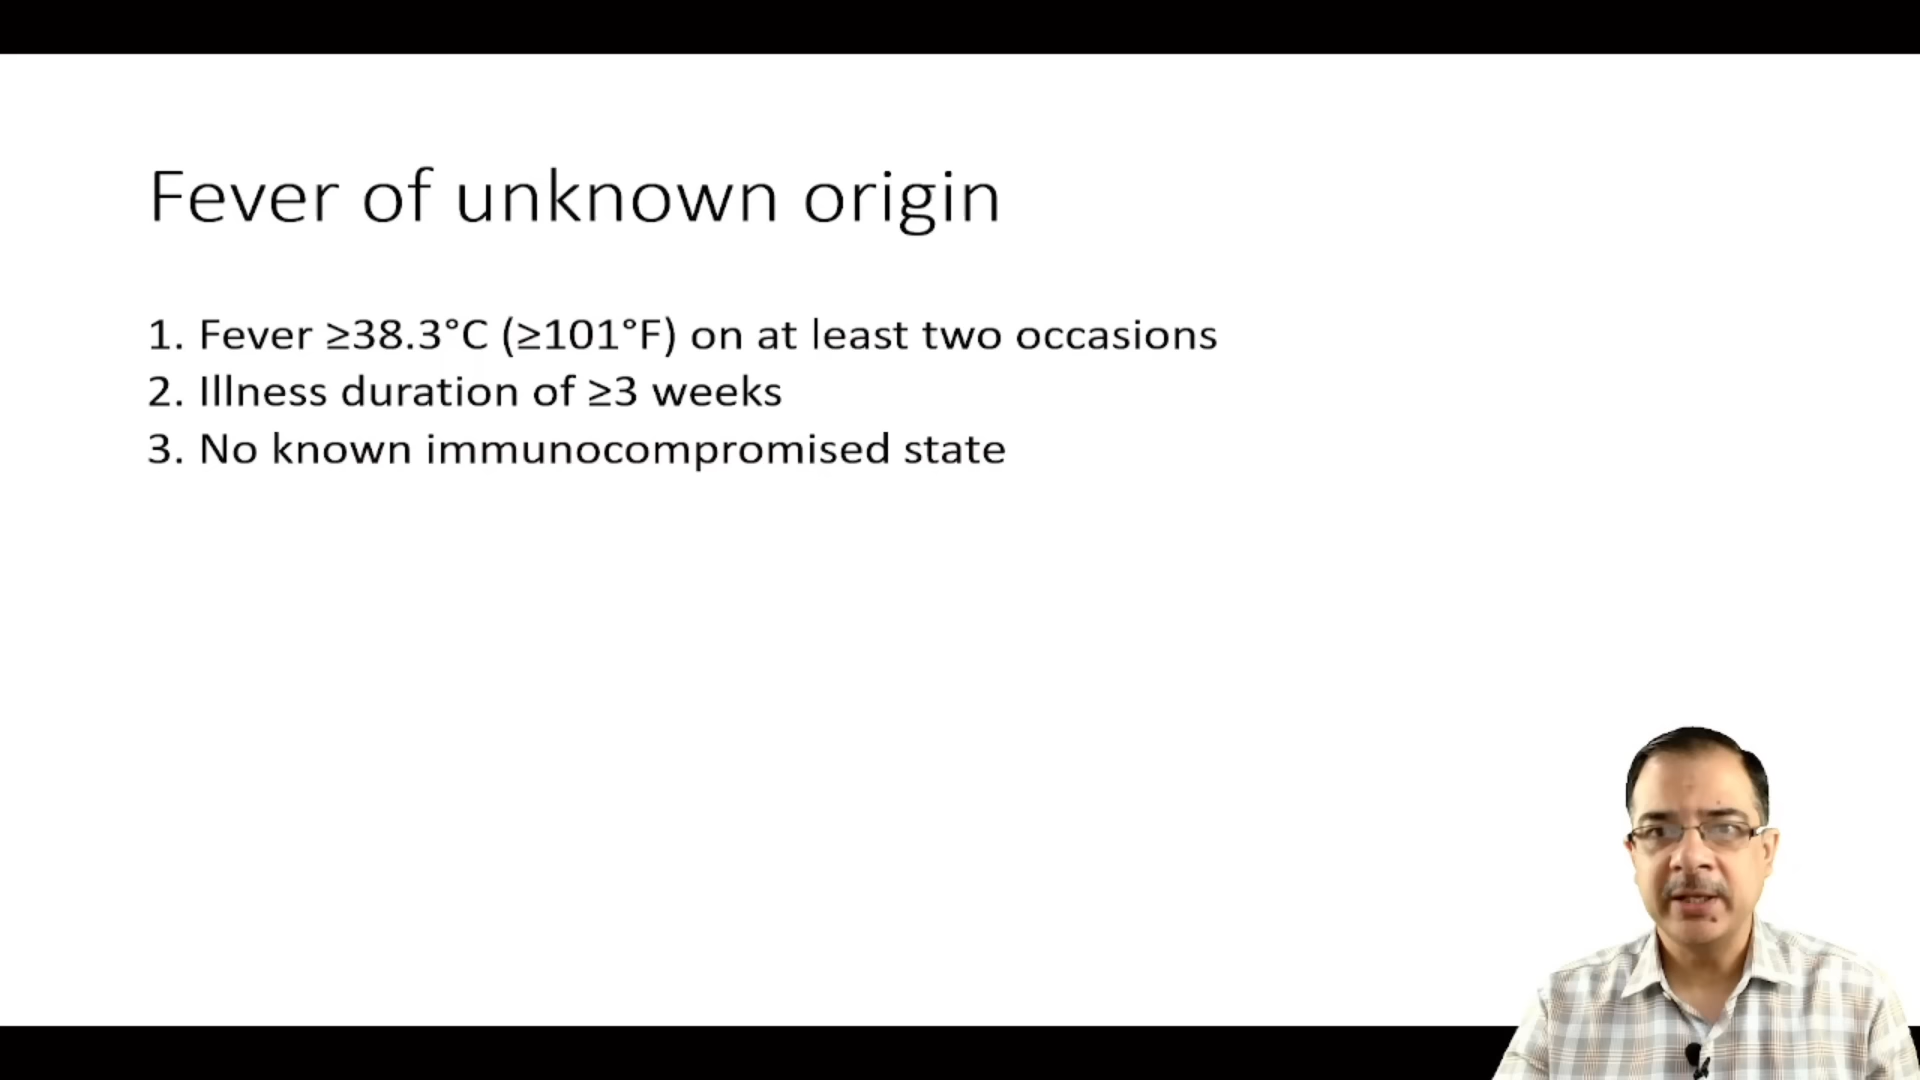 Fever of unknown origin
1. Fever ≥38.3°C (≥101°F) on at least two occasions
2. Illness duration of ≥3 weeks
3. No known immunocompromised state